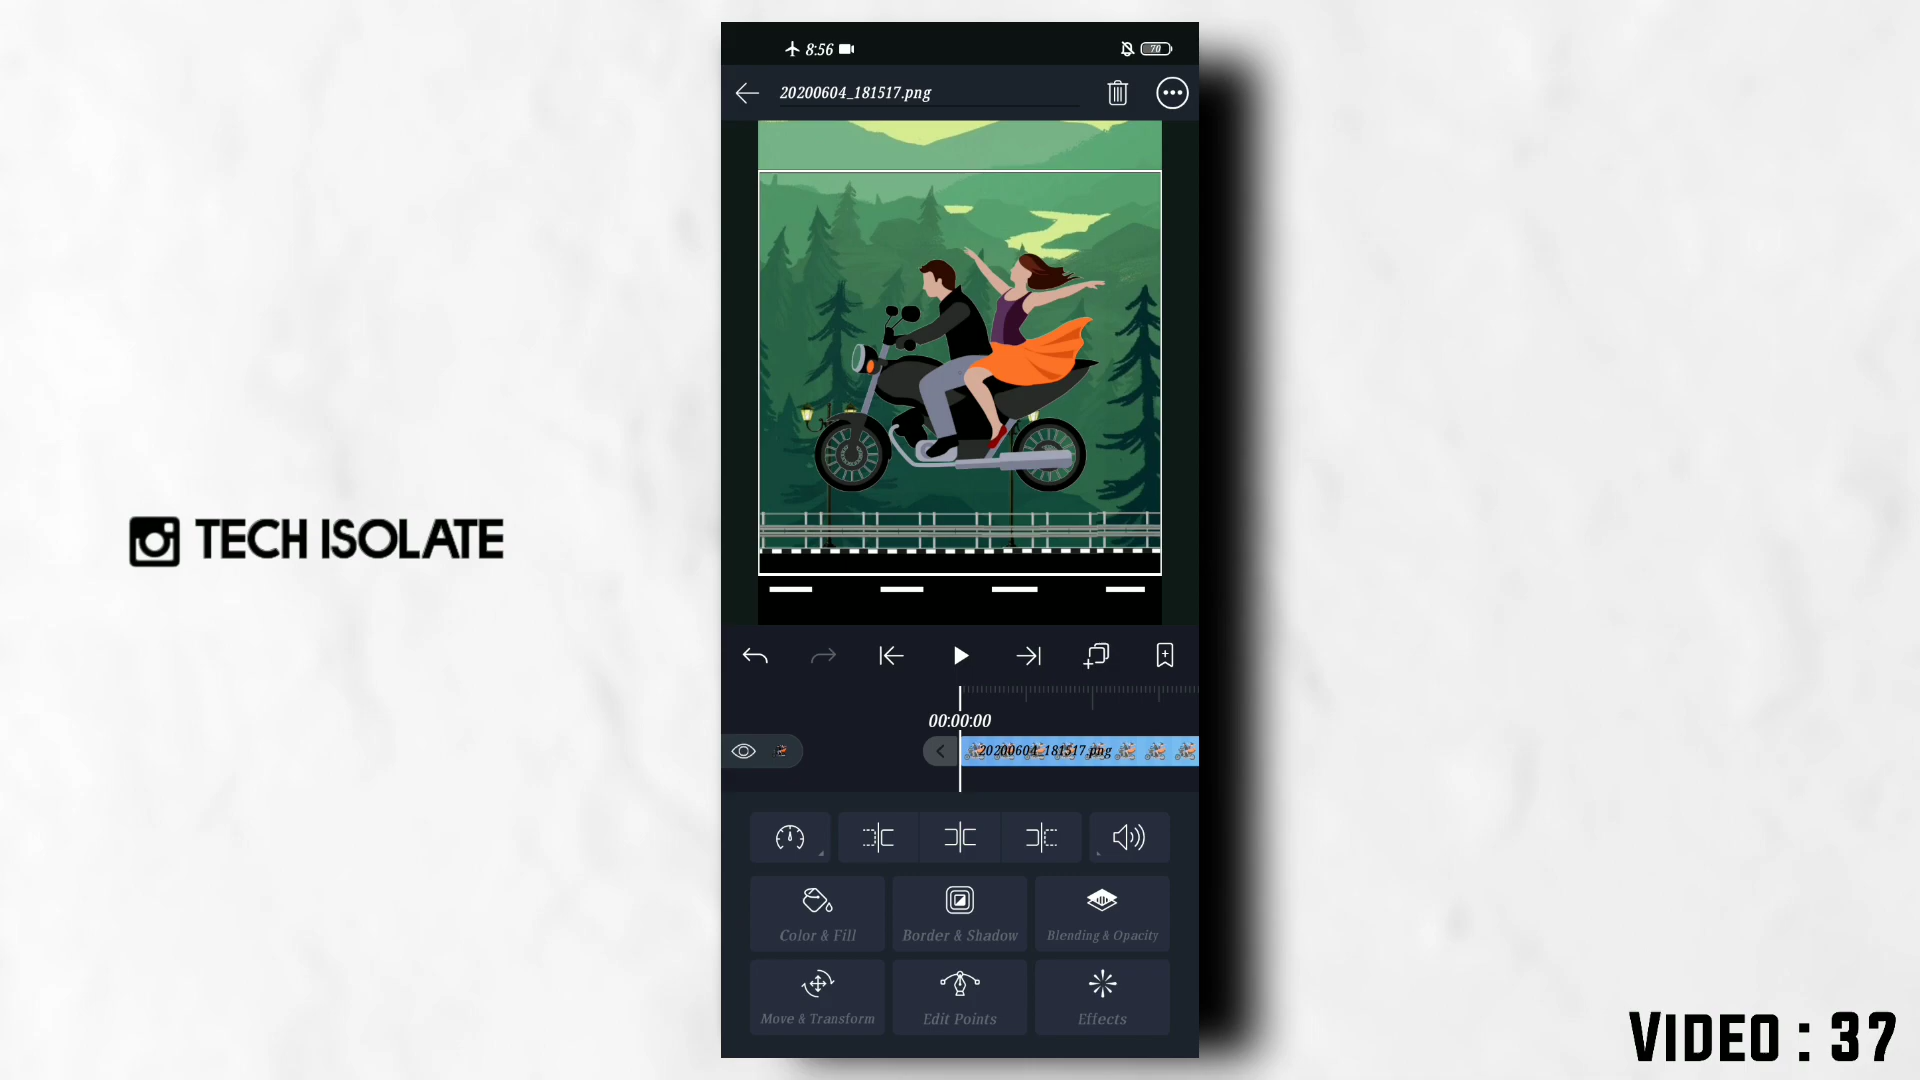 8:56
70
20200604_181517.png
00:00:00
20200604_181517.png
Color & Fill
Border & Shadow
Blending & Opacity
Move & Transform
Edit Points
Effects
TECH ISOLATE
VIDEO : 37